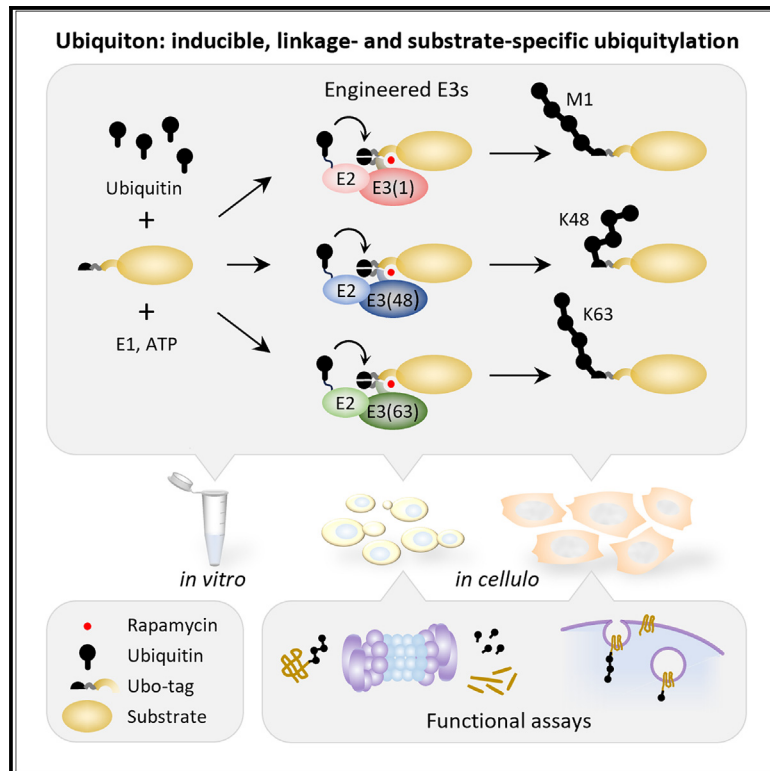 Ubiquiton: inducible, linkage- and substrate-specific ubiquitylation
Engineered E3s
Ubiquitin
+
+
E1, ATP
E2
E3(1)
M1
E2
E3(48)
K48
E2
E3(63)
K63
in vitro
in cellulo
Rapamycin
Ubiquitin
Ubo-tag
Substrate
Functional assays